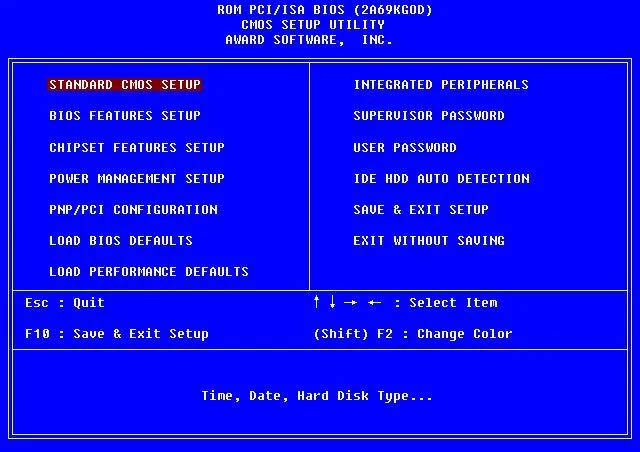 ROM PCI/ISA BIOS (2A69KGOD)
CMOS SETUP UTILITY
AWARD SOFTWARE, INC.
STANDARD CMOS SETUP
BIOS FEATURES SETUP
CHIPSET FEATURES SETUP
POWER MANAGEMENT SETUP
PNP/PCI CONFIGURATION
LOAD BIOS DEFAULTS
LOAD PERFORMANCE DEFAULTS
INTEGRATED PERIPHERALS
SUPERVISOR PASSWORD
USER PASSWORD
IDE HDD AUTO DETECTION
SAVE & EXIT SETUP
EXIT WITHOUT SAVING
Esc : Quit
F10 : Save & Exit Setup
↑ ↓ → ← : Select Item
(Shift) F2 : Change Color
Time, Date, Hard Disk Type...